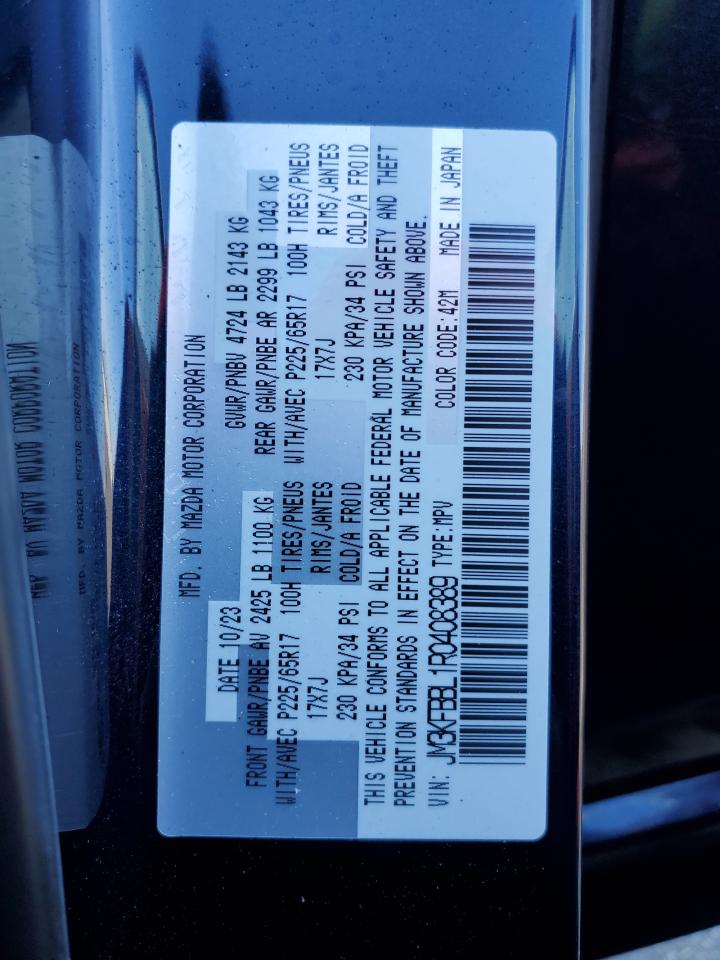 MFD. BY MAZDA MOTOR CORPORATION
DATE 10/23 GVWR/PNBV 4724 LB 2143 KG
FRONT GAWR/PNBE AV 2425 LB 1100 KG REAR GAWR/PNBE AR 2299 LB 1043 KG
WITH/AVEC P225/65R17 100H TIRES/PNEUS WITH/AVEC P225/65R17 100H TIRES/PNEUS
17X7J RIMS/JANTES 17X7J RIMS/JANTES
230 KPA/34 PSI COLD/A FROID 230 KPA/34 PSI COLD/A FROID
THIS VEHICLE CONFORMS TO ALL APPLICABLE FEDERAL MOTOR VEHICLE SAFETY AND THEFT
PREVENTION STANDARDS IN EFFECT ON THE DATE OF MANUFACTURE SHOWN ABOVE.
VIN: JM3KFBBL1R0408389 TYPE:MPV COLOR CODE:42M MADE IN JAPAN